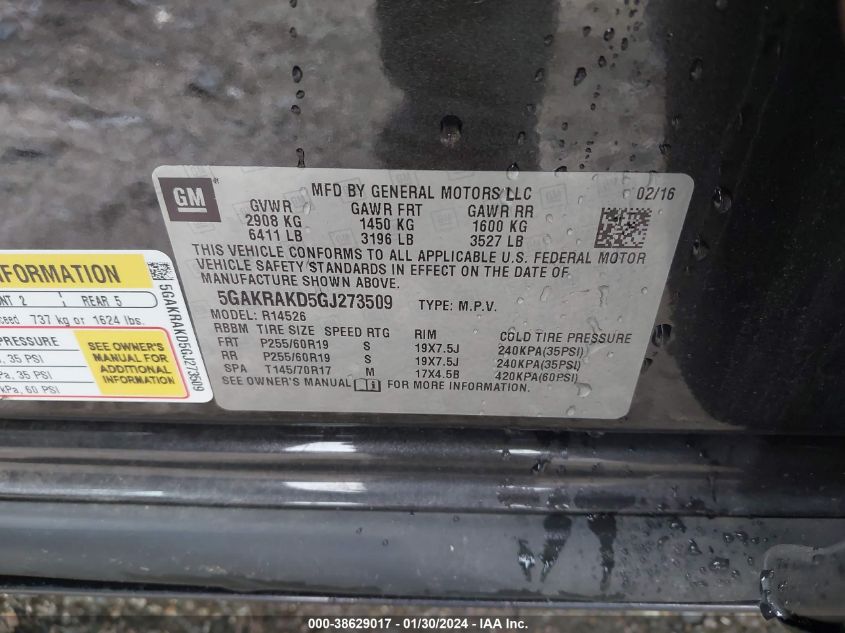 GM
MFD BY GENERAL MOTORS LLC 02/16
GVWR GAWR FRT GAWR RR
2908 KG 1450 KG 1600 KG
6411 LB 3196 LB 3527 LB
THIS VEHICLE CONFORMS TO ALL APPLICABLE U.S. FEDERAL MOTOR
VEHICLE SAFETY STANDARDS IN EFFECT ON THE DATE OF
MANUFACTURE SHOWN ABOVE.
5GAKRAKD5GJ273509 TYPE: M.P.V.
MODEL: R14526
RBBM TIRE SIZE SPEED RTG RIM COLD TIRE PRESSURE
FRT P255/60R19 S 19X7.5J 240KPA(35PSI)
RR P255/60R19 S 19X7.5J 240KPA(35PSI)
SPA T145/70R17 M 17X4.5B 420KPA(60PSI)
SEE OWNER'S MANUAL FOR MORE INFORMATION.
FORMATION
2 REAR 5
737 kg or 1624 lbs.
PRESSURE
35 PSI
kPa, 35 PSI
kPa, 60 PSI
SEE OWNER'S
MANUAL FOR
ADDITIONAL
INFORMATION
5GAKRAKD5GJ273509
000-38629017 - 01/30/2024 - IAA Inc.